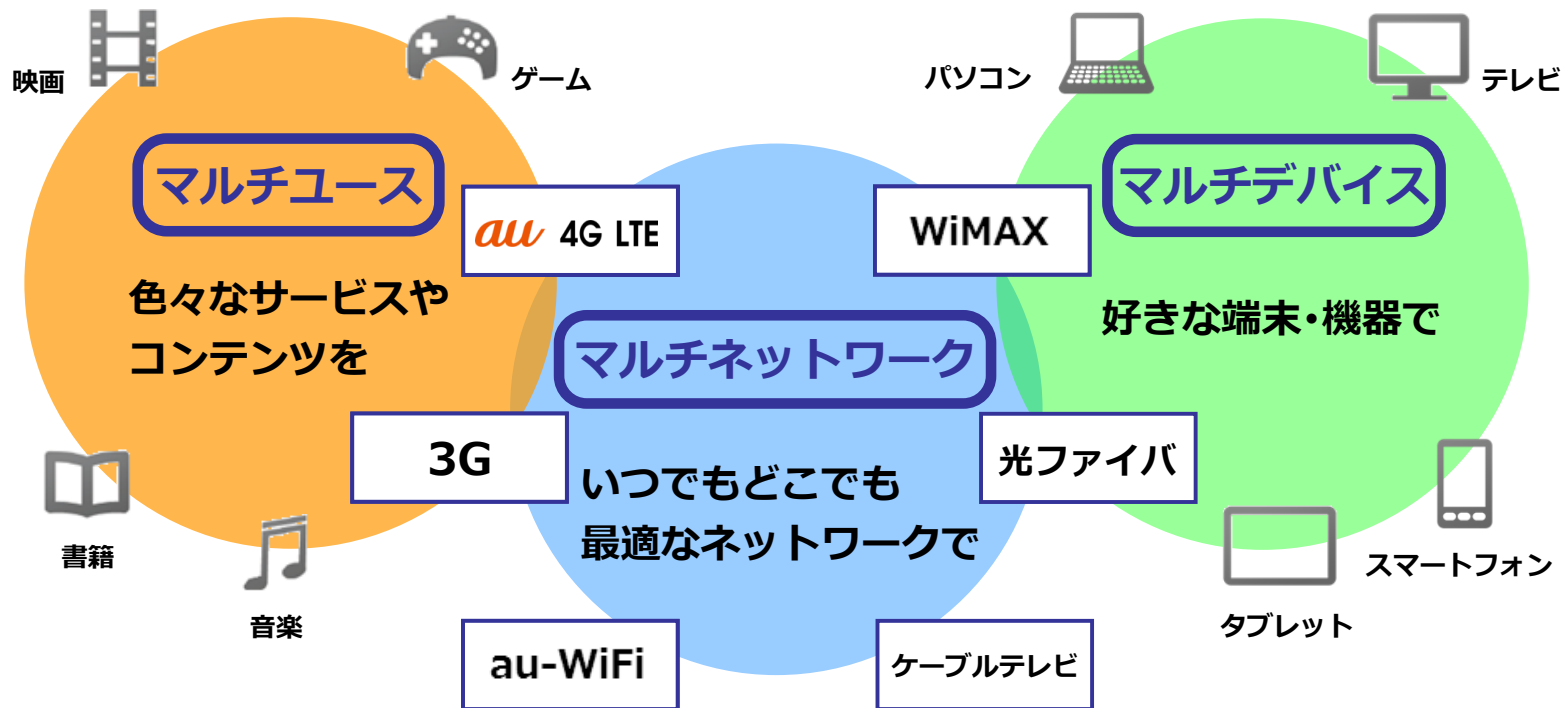 映画
ゲーム
マルチユース
色々なサービスや
コンテンツを
書籍
音楽
au 4G LTE
WiMAX
マルチネットワーク
3G
光ファイバ
いつでもどこでも
最適なネットワークで
au-WiFi
ケーブルテレビ
パソコン
テレビ
マルチデバイス
好きな端末・機器で
スマートフォン
タブレット